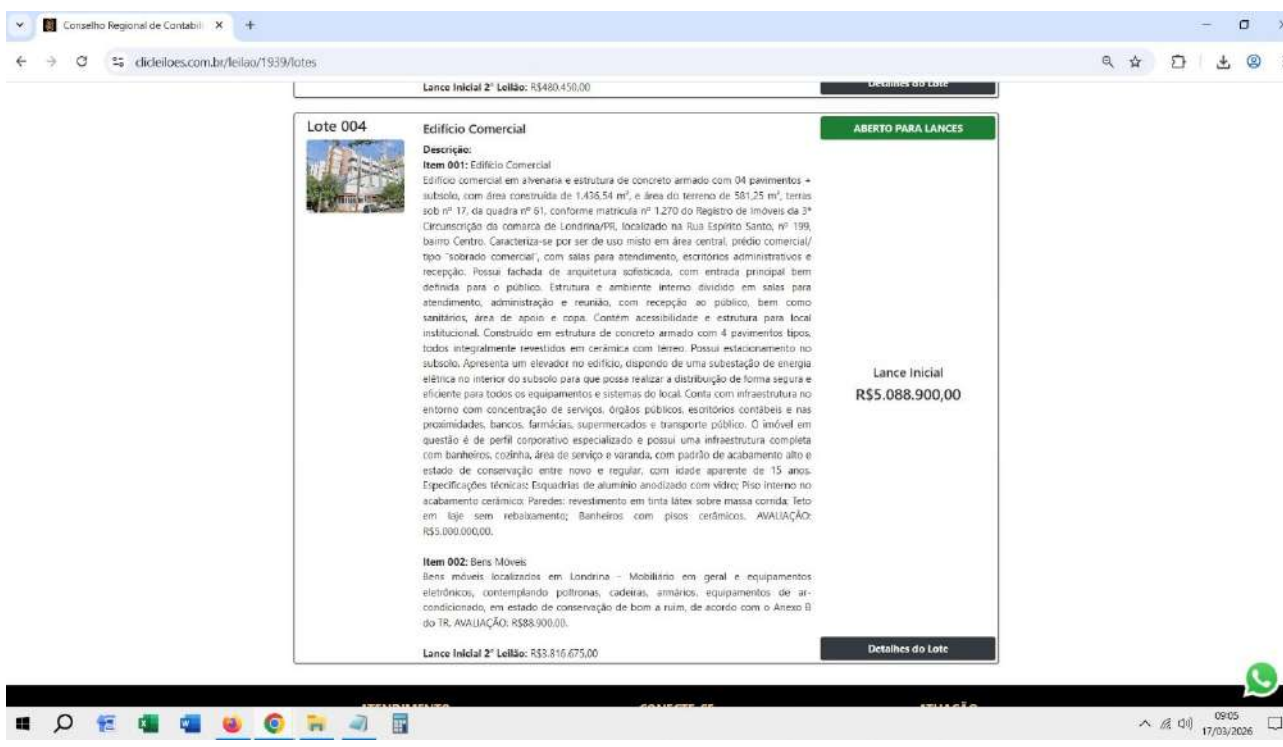 Conselho Regional de Contabili
clicleiloes.com.br/leilao/1939/lotes
Lance Inicial 2° Leilão: R$480.450,00
Detalhes do Lote
Lote 004
Edifício Comercial
ABERTO PARA LANCES
Descrição:
Item 001: Edifício Comercial
Edifício comercial em alvenaria e estrutura de concreto armado com 04 pavimentos +
subsolo, com área construída de 1.436,54 m², e área do terreno de 581,25 m², terras
sob nº 17, da quadra nº 61, conforme matrícula nº 1.270 do Registro de Imóveis da 3ª
Circunscrição da comarca de Londrina/PR, localizado na Rua Espírito Santo, nº 199,
bairro Centro. Caracteriza-se por ser de uso misto em área central, prédio comercial/
tipo "sobrado comercial", com salas para atendimento, escritórios administrativos e
recepção. Possui fachada de arquitetura sofisticada, com entrada principal bem
definida para o público. Estrutura e ambiente interno dividido em salas para
atendimento, administração e reunião, com recepção ao público, bem como
sanitários, área de apoio e copa. Contém acessibilidade e estrutura para local
institucional. Construído em estrutura de concreto armado com 4 pavimentos tipos,
todos integralmente revestidos em cerâmica com térreo. Possui estacionamento no
subsolo. Apresenta um elevador no edifício, dispondo de uma subestação de energia
elétrica no interior do subsolo para que possa realizar a distribuição de forma segura e
eficiente para todos os equipamentos e sistemas do local. Conta com infraestrutura no
entorno com concentração de serviços, órgãos públicos, escritórios contábeis e nas
proximidades, bancos, farmácias, supermercados e transporte público. O imóvel em
questão é de perfil corporativo especializado e possui uma infraestrutura completa
com banheiros, cozinha, área de serviço e varanda, com padrão de acabamento alto e
estado de conservação entre novo e regular, com idade aparente de 15 anos.
Especificações técnicas: Esquadrias de alumínio anodizado com vidro; Piso interno no
acabamento cerâmico; Paredes: revestimento em tinta látex sobre massa corrida; Teto
em laje sem rebaixamento; Banheiros com pisos cerâmicos. AVALIAÇÃO:
R$5.000.000,00.
Lance Inicial
R$5.088.900,00
Item 002: Bens Móveis
Bens móveis localizados em Londrina - Mobiliário em geral e equipamentos
eletrônicos, contemplando poltronas, cadeiras, armários, equipamentos de ar-
condicionado, em estado de conservação de bom a ruim, de acordo com o Anexo B
do TR. AVALIAÇÃO: R$88.900,00.
Lance Inicial 2° Leilão: R$3.816.675,00
Detalhes do Lote
ATENDIMENTO
CONECTE-SE
ATUAÇÃO
09:05
17/03/2026